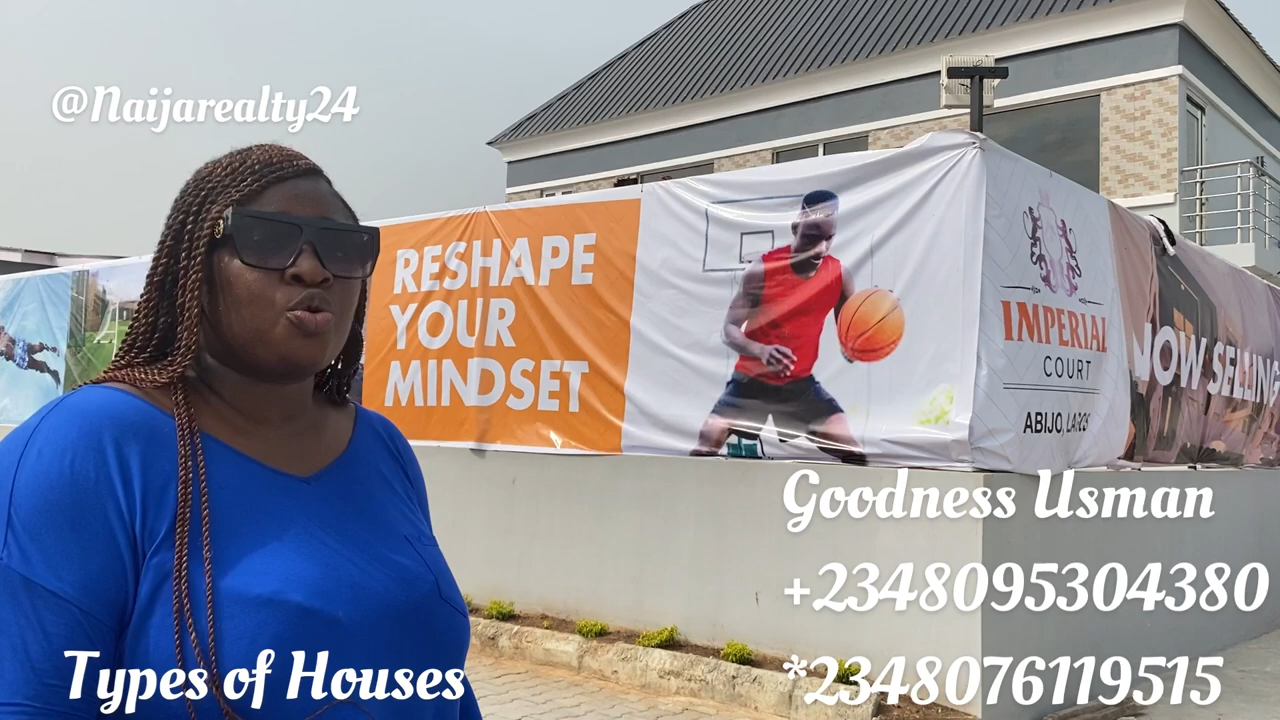 @Naijarealty24
RESHAPE
YOUR
MINDSET
IMPERIAL
COURT
ABIJO, LAGOS
NOW SELLING
Goodness Usman
+2348095304380
*2348076119515
Types of Houses